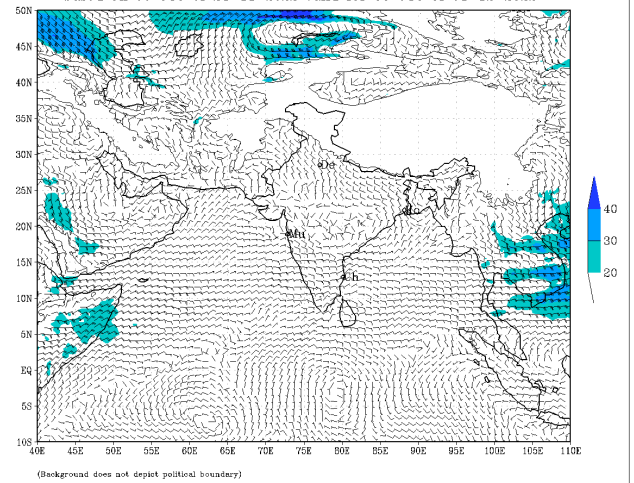 50N
45N
40N
35N
30N
25N
20N
15N
10N
5N
5S
10S
De
Mu
Ch
40
30
20
40E 45E 50E 55E 60E 65E 70E 75E 80E 85E 90E 95E 100E 105E 110E
(Background does not depict political boundary)